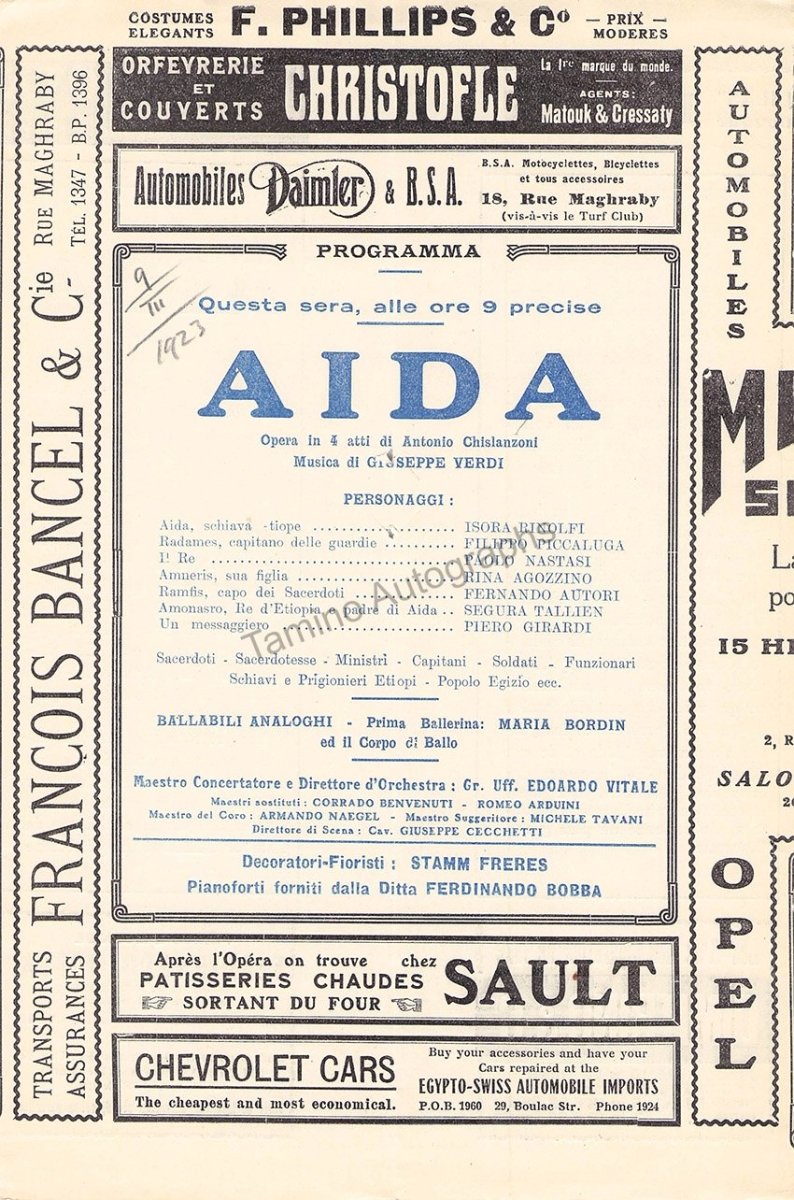 COSTUMES ELEGANTS F. PHILLIPS & Cº — PRIX — MODERES
ORFEVRERIE ET COUVERTS CHRISTOFLE La 1re marque du monde.
AGENTS:
Matouk & Cressaty
Automobiles Daimler & B.S.A.
B.S.A. Motocyclettes, Bicyclettes
et tous accessoires
18, Rue Maghraby
(vis-à-vis le Turf Club)
PROGRAMMA
9/III/1923
Questa sera, alle ore 9 precise
AIDA
Opera in 4 atti di Antonio Chislanzoni
Musica di GIUSEPPE VERDI
PERSONAGGI :
Aida, schiava -tiope .................... ISORA RINOLFI
Radames, capitano delle guardie .......... FILIPPO PICCALUGA
Il Re .................................. PAOLO NASTASI
Amneris, sua figlia ...................... RINA AGOZZINO
Ramfis, capo dei Sacerdoti .............. FERNANDO AUTORI
Amonasro, Re d'Etiopia e padre di Aida .. SEGURA TALLIEN
Un messaggiero ........................ PIERO GIRARDI
Sacerdoti - Sacerdotesse - Ministri - Capitani - Soldati - Funzionari
Schiavi e Prigionieri Etiopi - Popolo Egizio ecc.
BALLABILI ANALOGHI - Prima Ballerina: MARIA BORDIN
ed il Corpo di Ballo
Maestro Concertatore e Direttore d'Orchestra : Gr. Uff. EDOARDO VITALE
Maestri sostituti : CORRADO BENVENUTI - ROMEO ARDUINI
Maestro del Coro : ARMANDO NAEGEL - Maestro Suggeritore : MICHELE TAVANI
Direttore di Scena : Cav. GIUSEPPE CECCHETTI
Decoratori-Fioristi : STAMM FRERES
Pianoforti forniti dalla Ditta FERDINANDO BOBBA
Tamino Autographs
Après l'Opéra on trouve chez
PATISSERIES CHAUDES
SORTANT DU FOUR
SAULT
CHEVROLET CARS
The cheapest and most economical.
Buy your accessories and have your
Cars repaired at the
EGYPTO-SWISS AUTOMOBILE IMPORTS
P.O.B. 1960 29, Boulac Str. Phone 1924
TRANSPORTS
ASSURANCES
FRANÇOIS BANCEL & Cie
RUE MAGHRABY
TÉL. 1347 - B.P. 1396
AUTOMOBILES
OPEL
15
2,